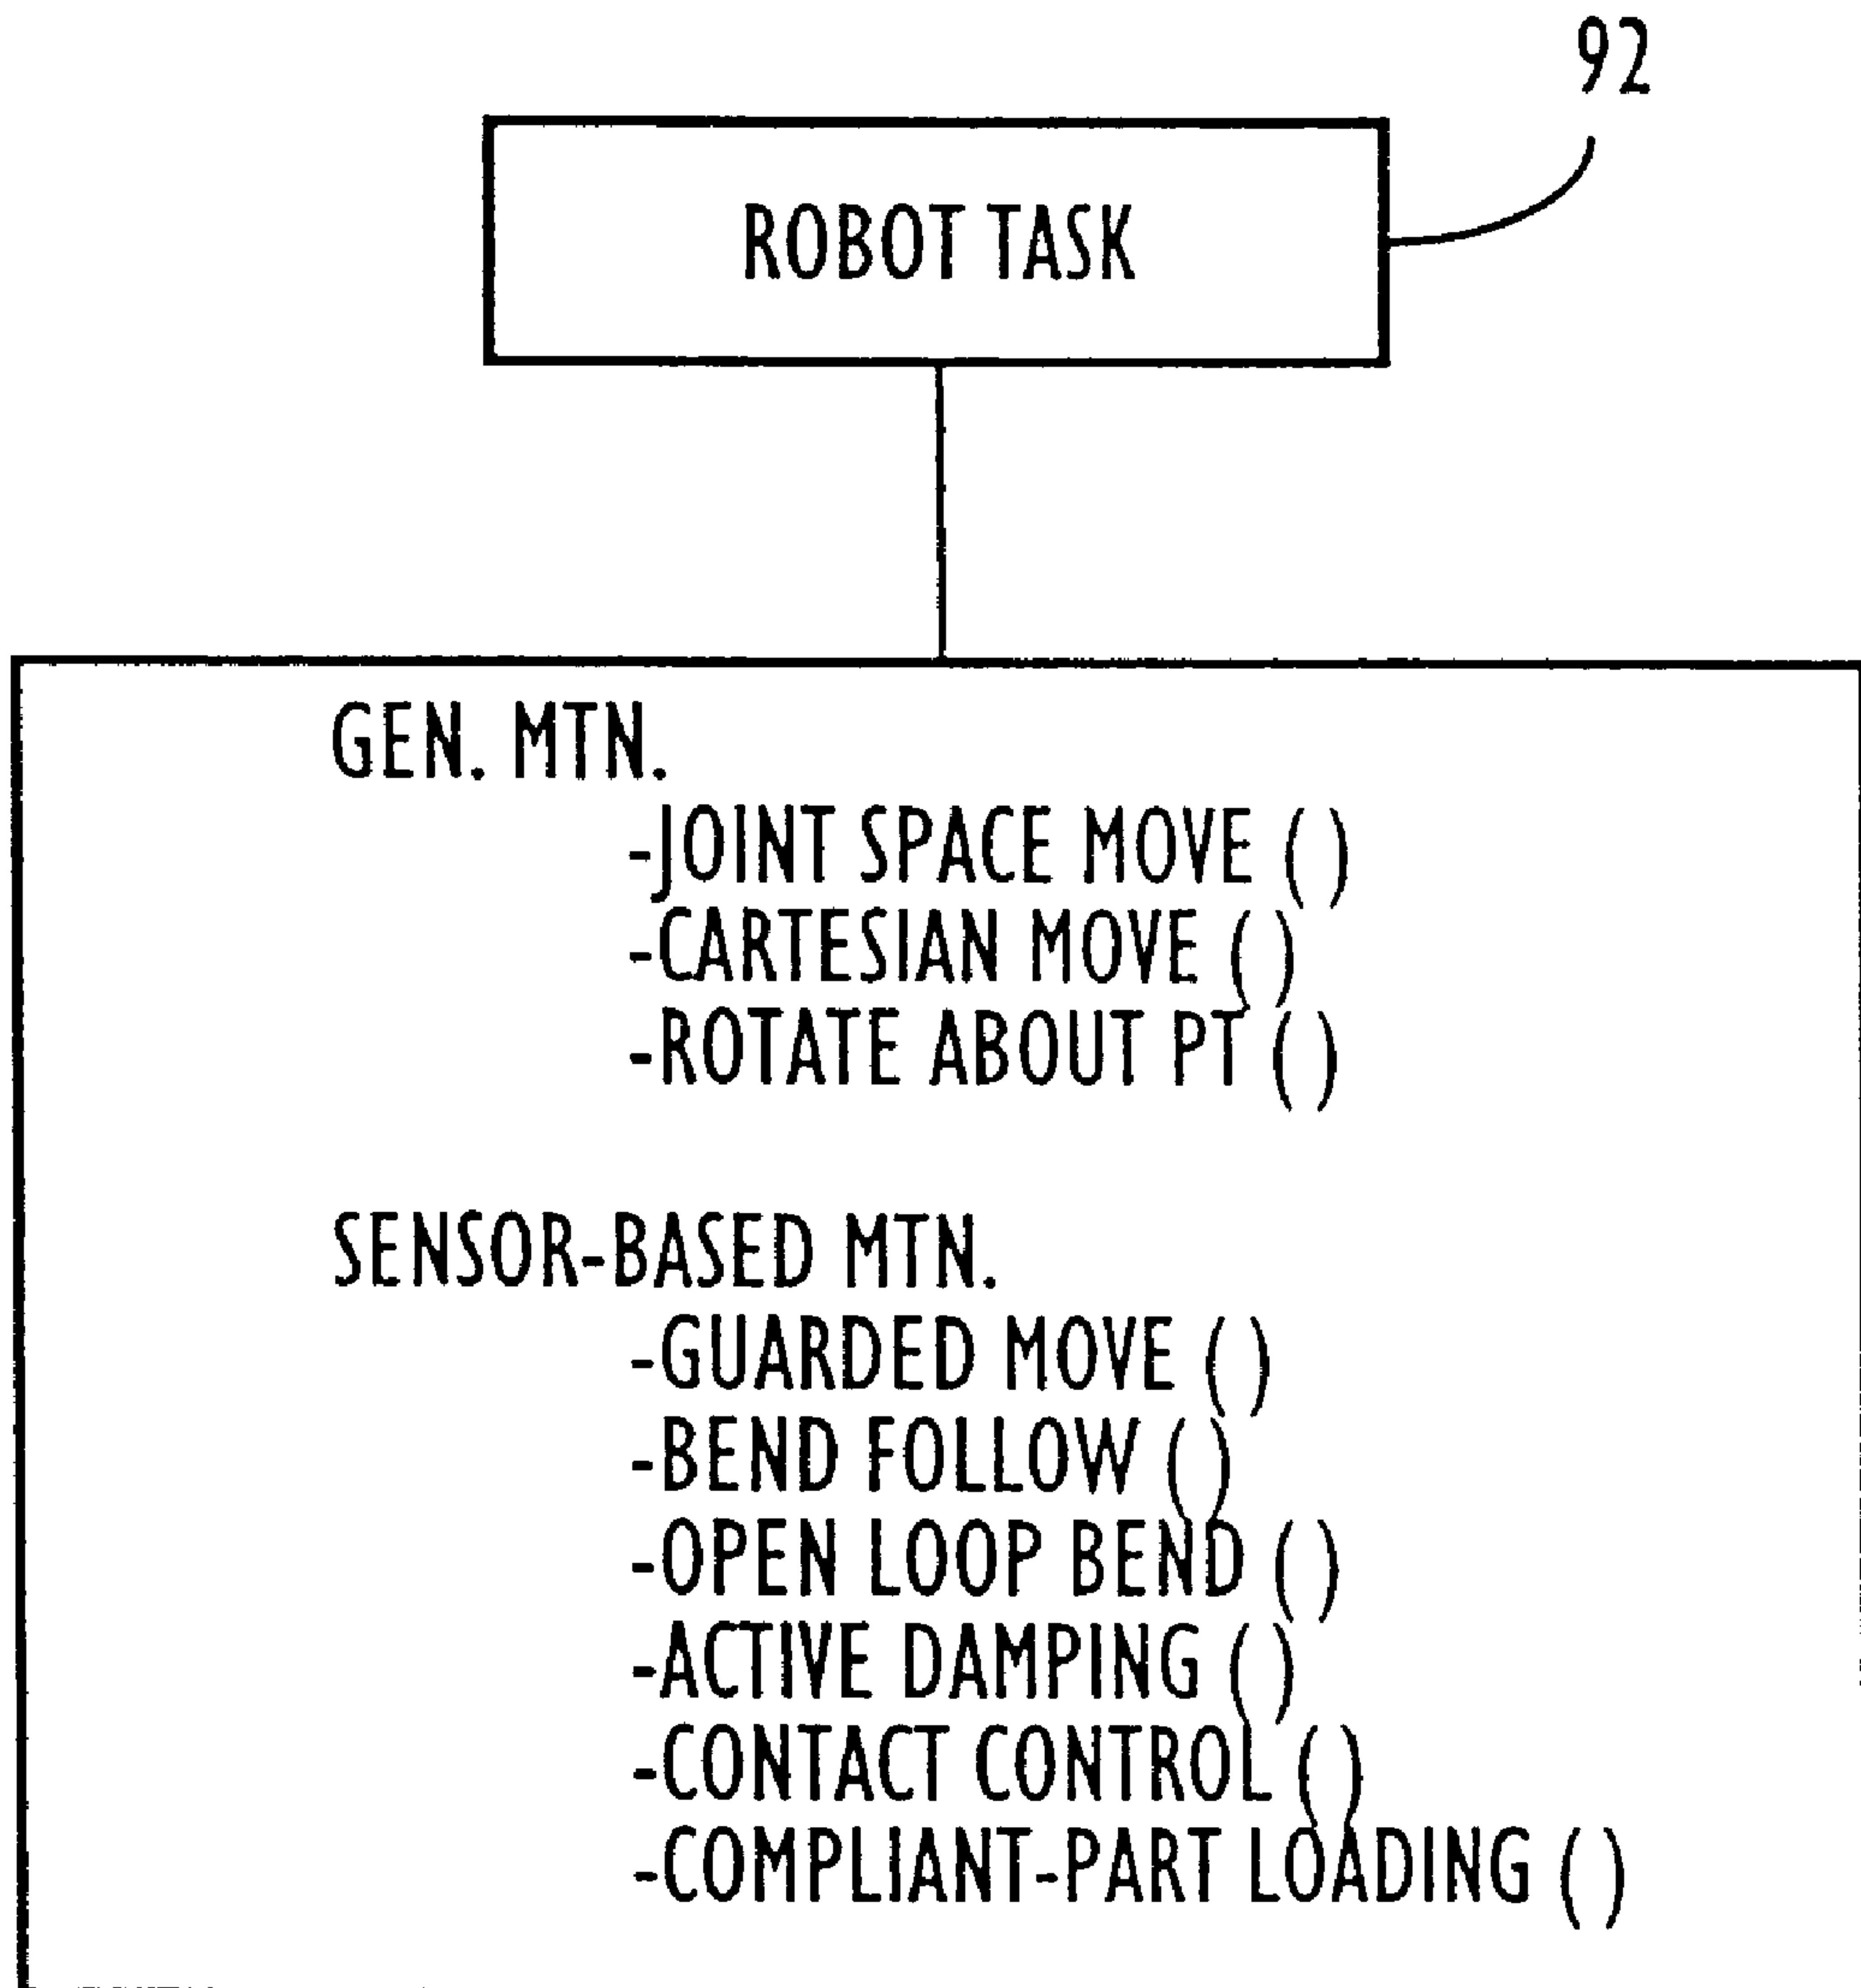 92
ROBOT TASK
GEN. MTN.
-JOINT SPACE MOVE ( )
-CARTESIAN MOVE ( )
-ROTATE ABOUT PT ( )
SENSOR-BASED MTN.
-GUARDED MOVE ( )
-BEND FOLLOW ( )
-OPEN LOOP BEND ( )
-ACTIVE DAMPING ( )
-CONTACT CONTROL ( )
-COMPLIANT-PART LOADING ( )